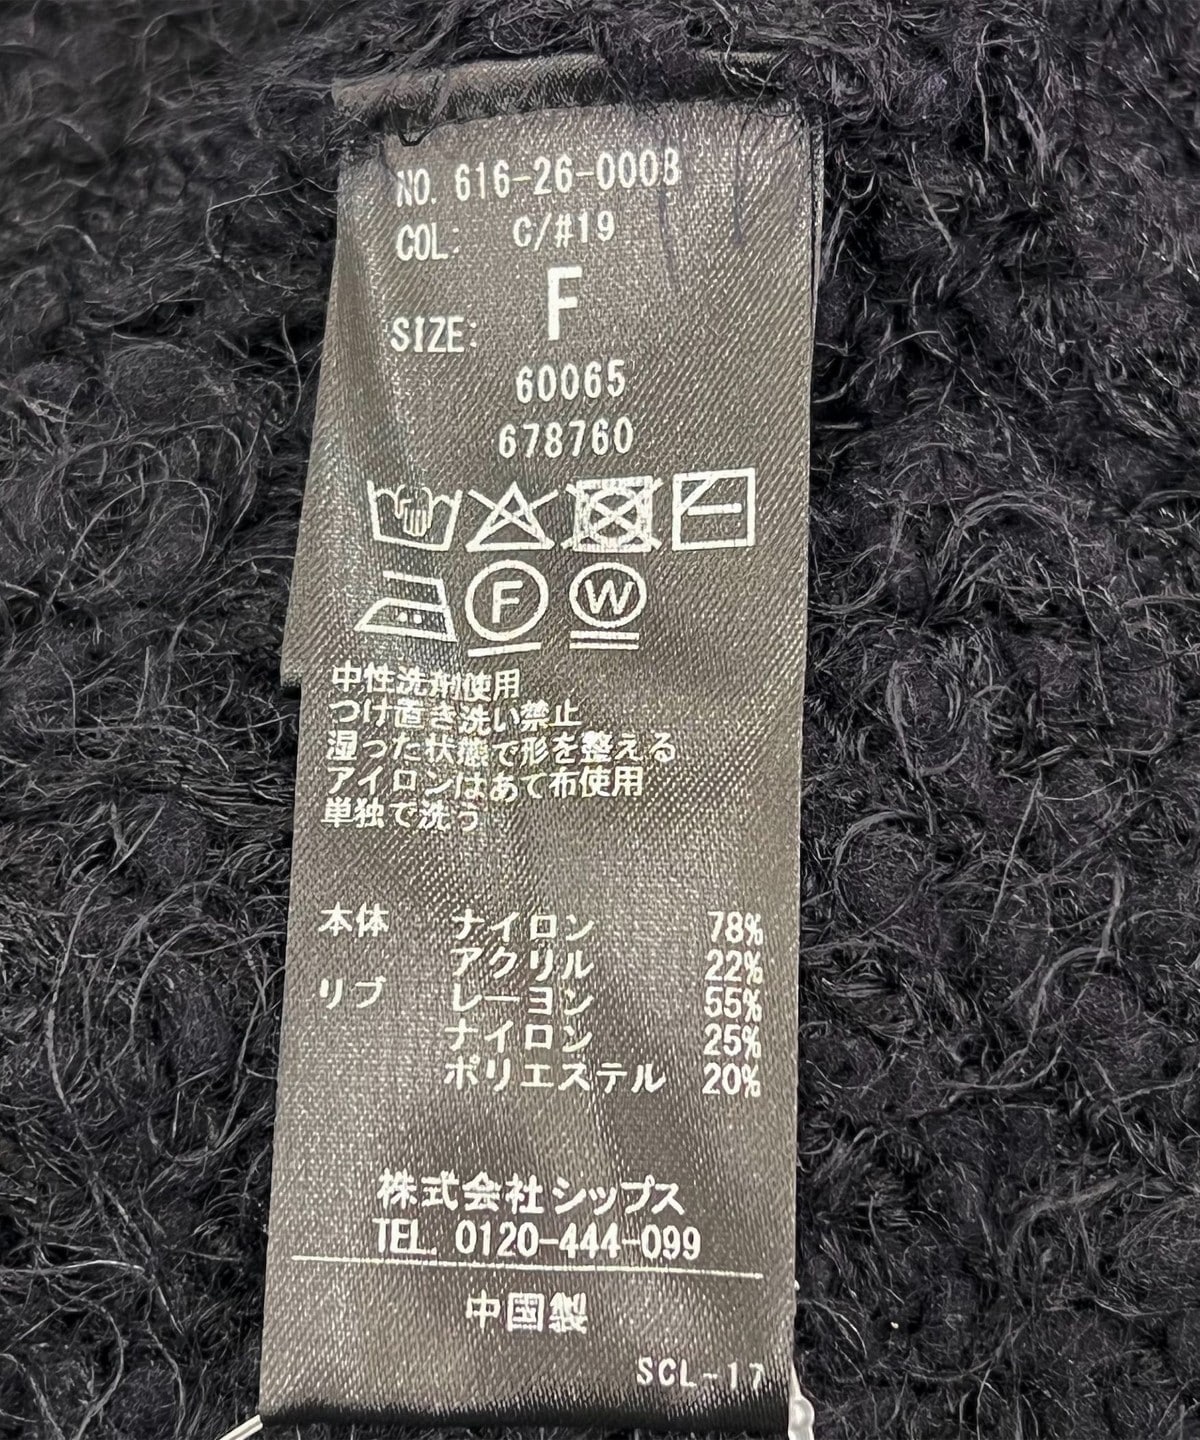 NO. 616-26-0008
COL: C/#19
SIZE: F
60065
678760
F W
中性洗剤使用
つけ置き洗い禁止
湿った状態で形を整える
アイロンはあて布使用
単独で洗う
本体 ナイロン 78%
アクリル 22%
リブ レーヨン 55%
ナイロン 25%
ポリエステル 20%
株式会社シップス
TEL. 0120-444-099
中国製
SCL-17